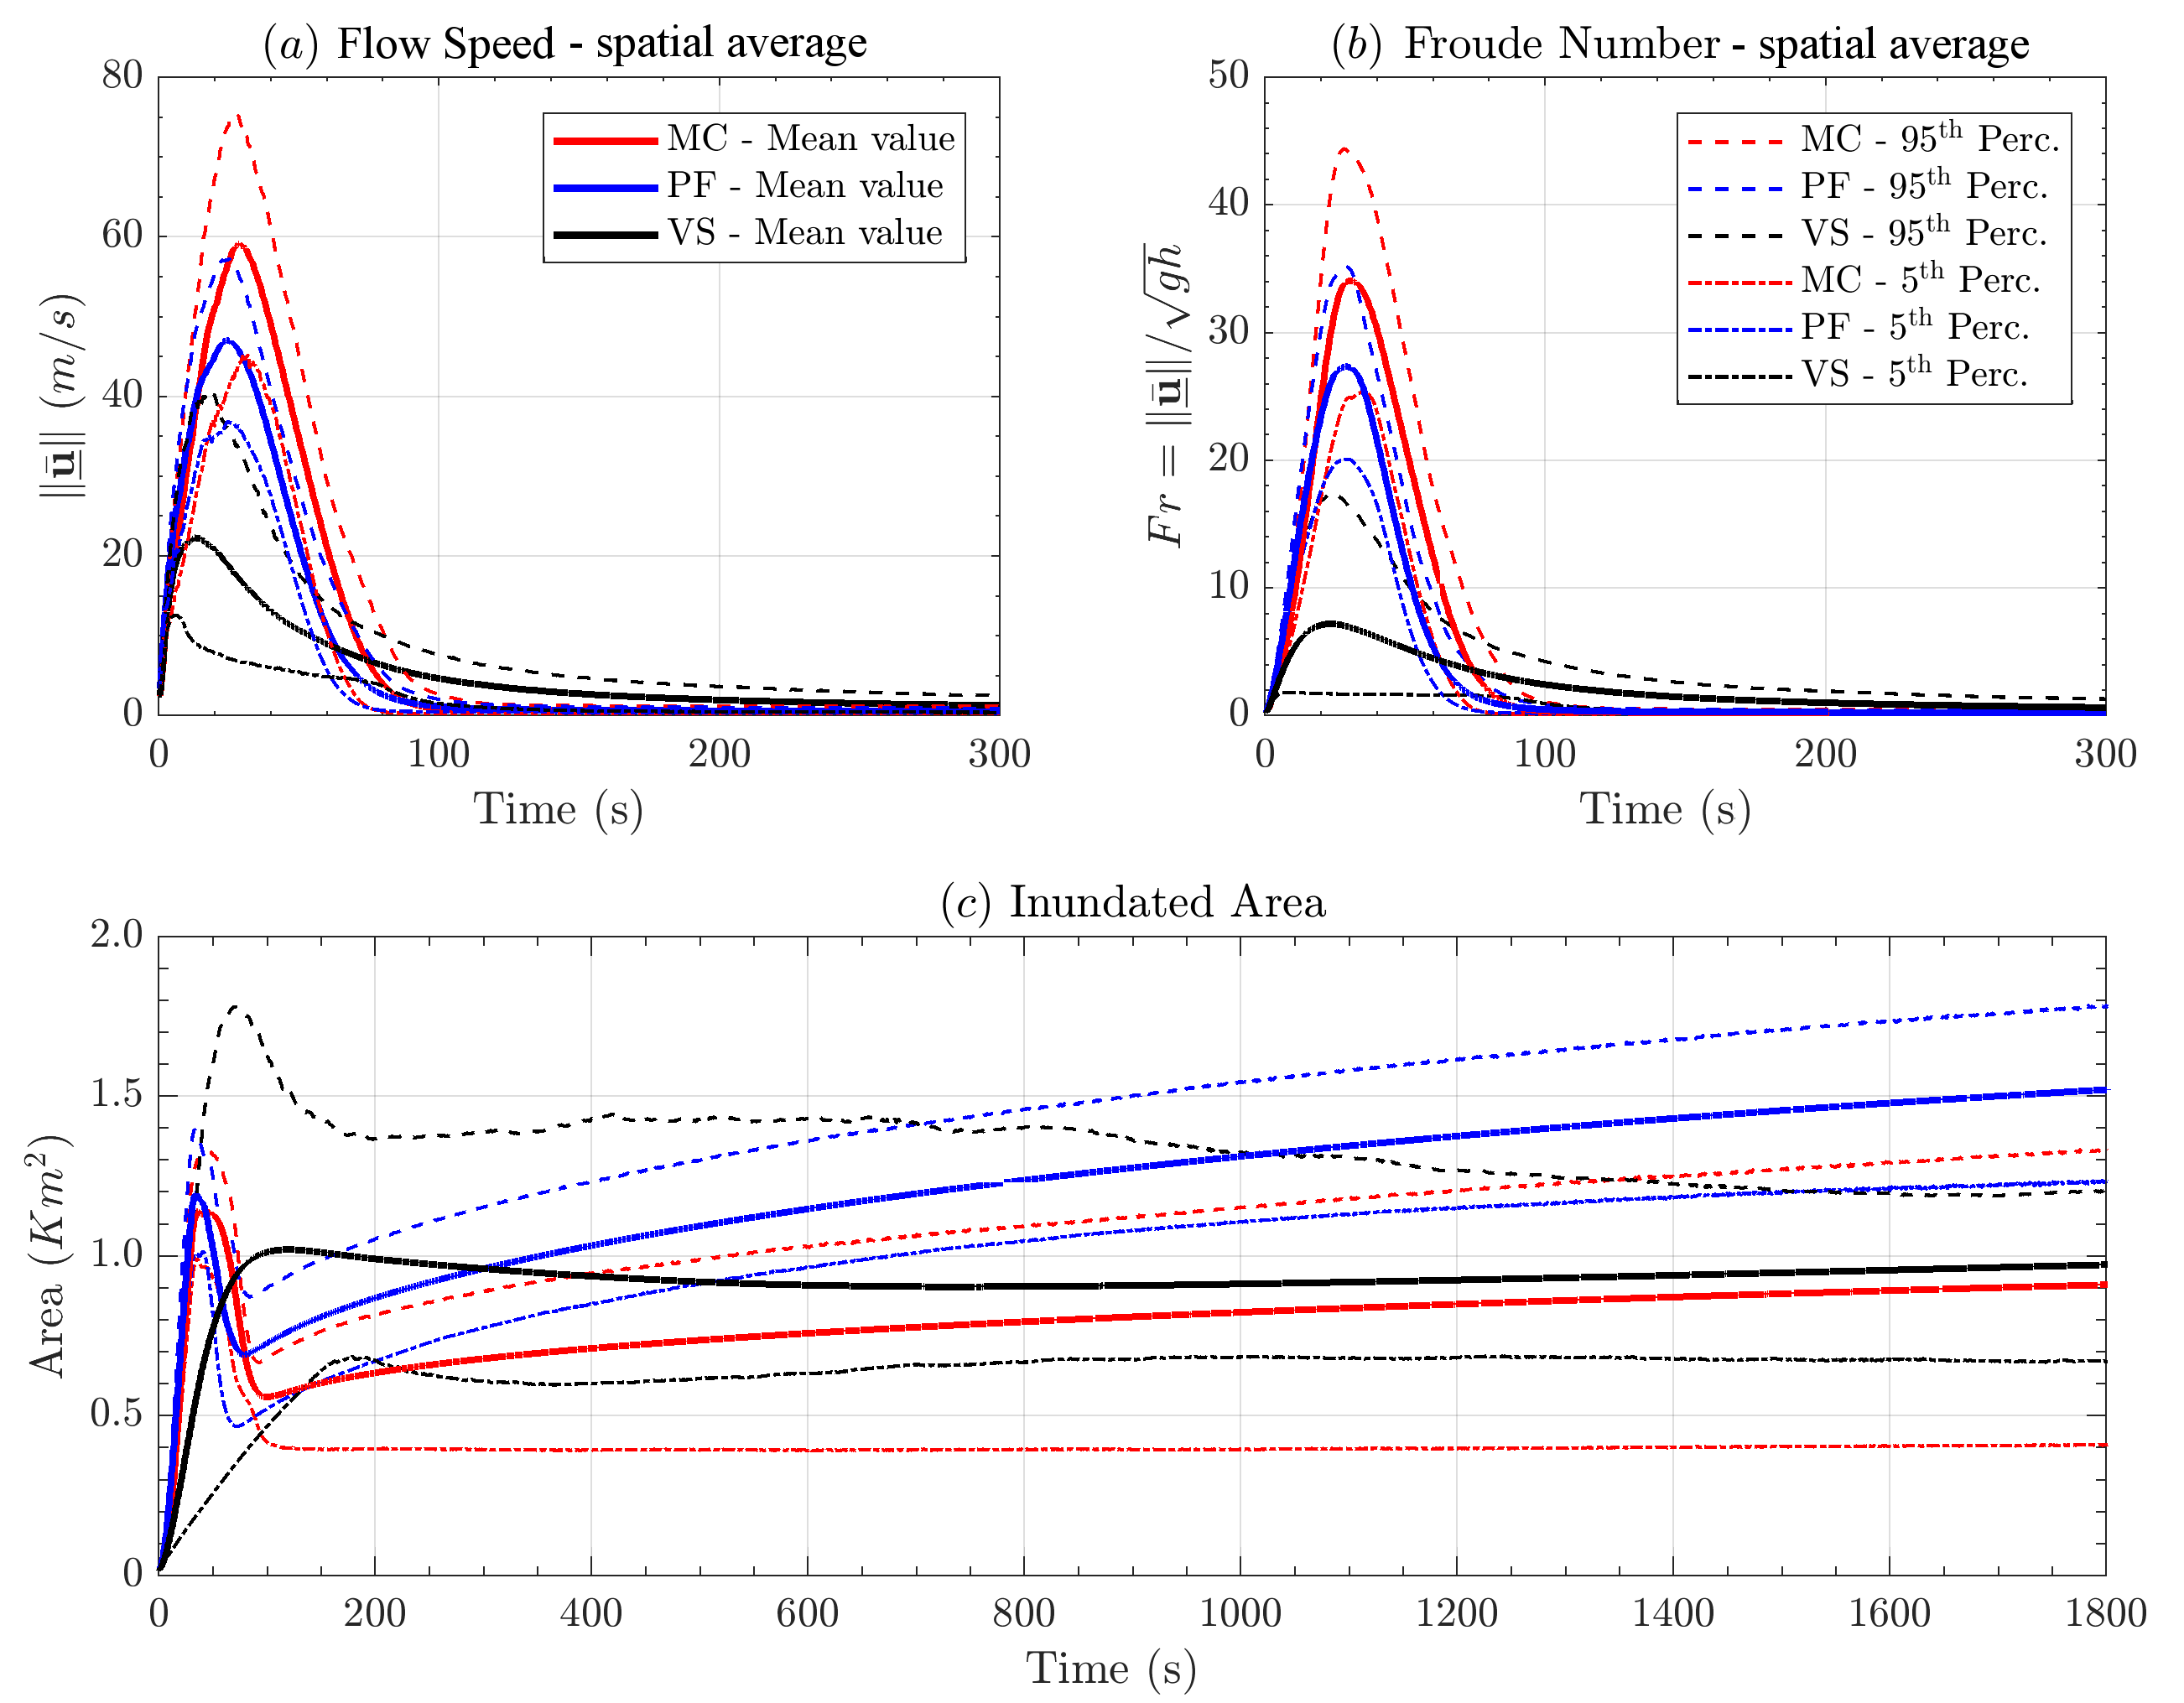 (a) Flow Speed - spatial average
80
60
40
20
0
||ū|| (m/s)
MC - Mean value
PF - Mean value
VS - Mean value
0 100 200 300
Time (s)
(b) Froude Number - spatial average
50
40
30
20
10
0
Fr = ||ū||/√gh
MC - 95th Perc.
PF - 95th Perc.
VS - 95th Perc.
MC - 5th Perc.
PF - 5th Perc.
VS - 5th Perc.
0 100 200 300
Time (s)
(c) Inundated Area
2.0
1.5
1.0
0.5
0
Area (Km²)
0 200 400 600 800 1000 1200 1400 1600 1800
Time (s)